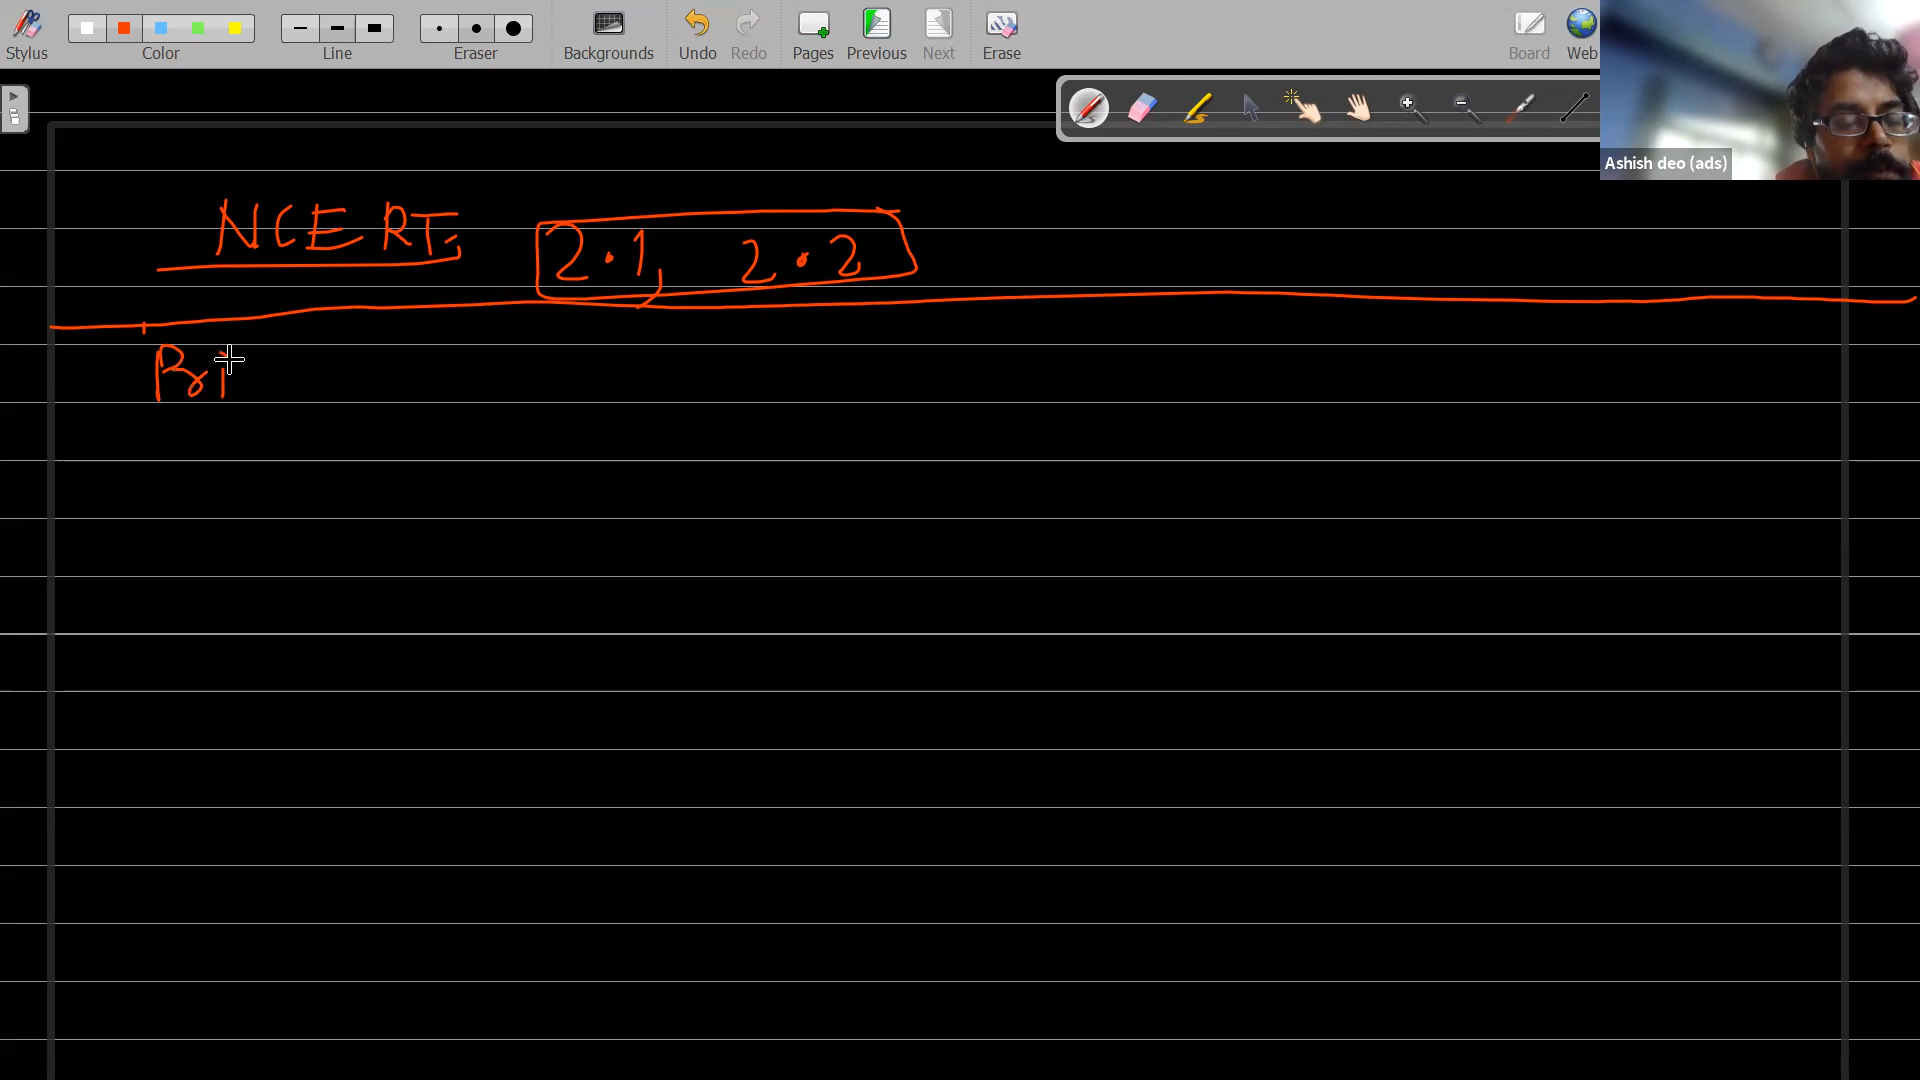 Stylus Color Line Eraser Backgrounds Undo Redo Pages Previous Next Erase Board Web
Ashish deo (ads)
NCERT: 2.1, 2.2
Pri